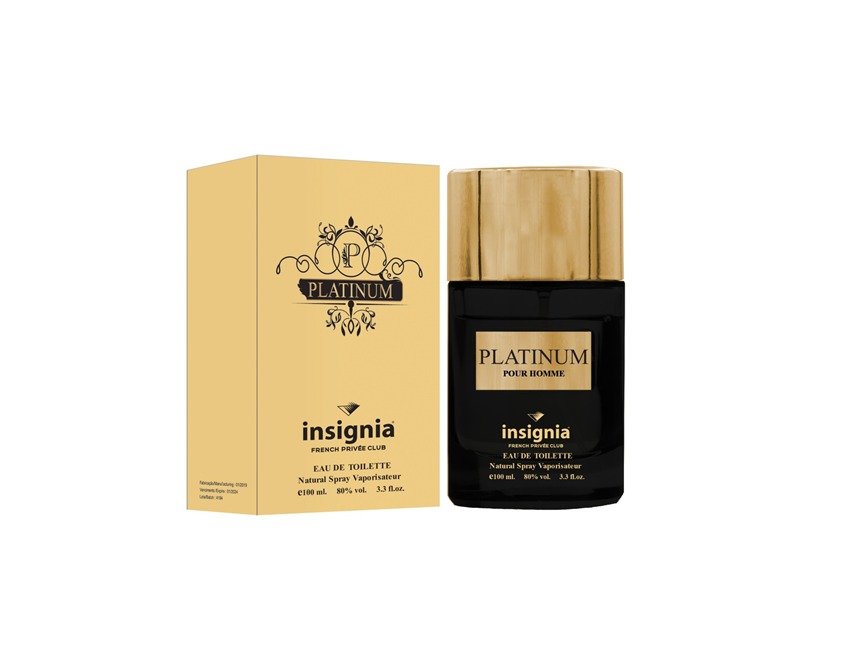 P
PLATINUM
insignia
FRENCH PRIVÉE CLUB
EAU DE TOILETTE
Natural Spray Vaporisateur
e100 ml. 80% vol. 3.3 fl.oz.
PLATINUM
POUR HOMME
insignia
FRENCH PRIVÉE CLUB
EAU DE TOILETTE
Natural Spray Vaporisateur
e100 ml. 80% vol. 3.3 fl.oz.